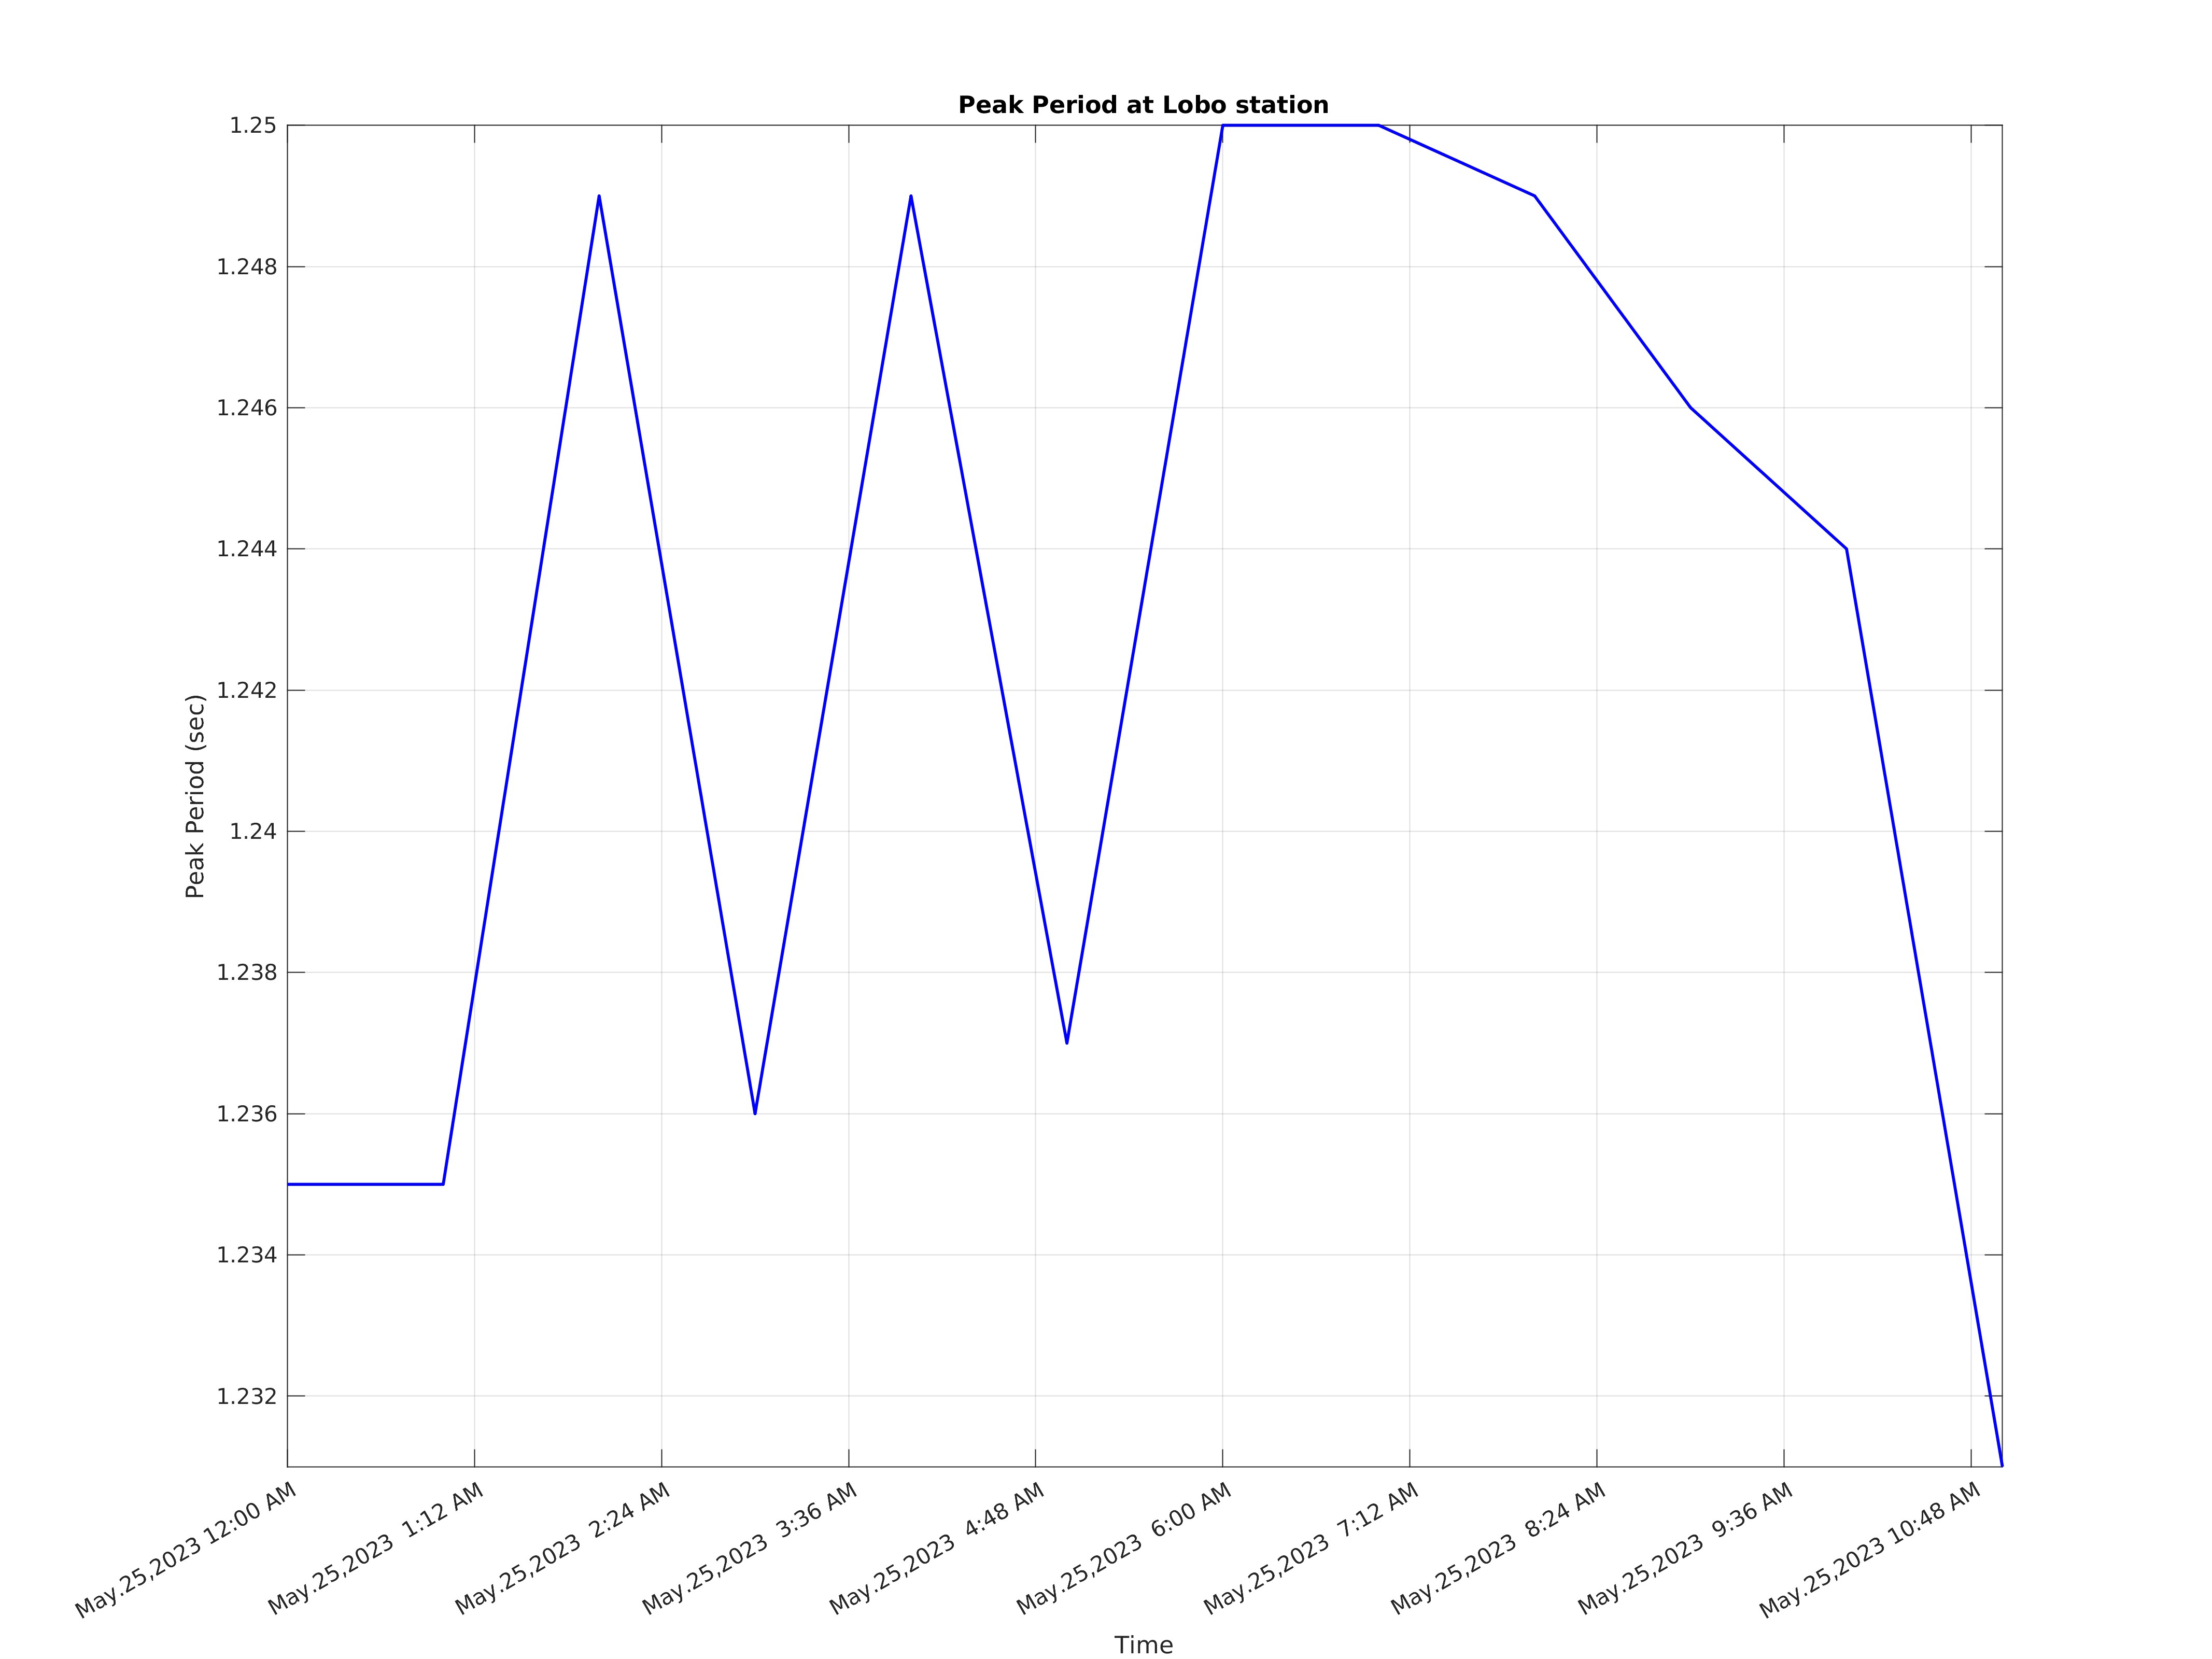 Peak Period at Lobo station
1.25
1.248
1.246
1.244
1.242
1.24
1.238
1.236
1.234
1.232
Peak Period (sec)
May.25,2023 12:00 AM
May.25,2023  1:12 AM
May.25,2023  2:24 AM
May.25,2023  3:36 AM
May.25,2023  4:48 AM
May.25,2023  6:00 AM
May.25,2023  7:12 AM
May.25,2023  8:24 AM
May.25,2023  9:36 AM
May.25,2023 10:48 AM
Time